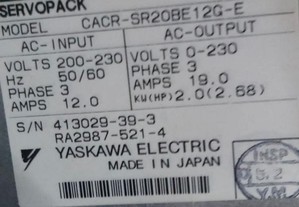 SERVOPACK
MODEL CACR-SR20BE12G-E
AC-INPUT AC-OUTPUT
VOLTS 200-230 VOLTS 0-230
Hz 50/60 PHASE 3
PHASE 3 AMPS 19.0
AMPS 12.0 KU(HP) 2.0(2.68)
S/N 413029-39-3
RA2987-521-4
YASKAWA ELECTRIC
MADE IN JAPAN
INSP
Y.M